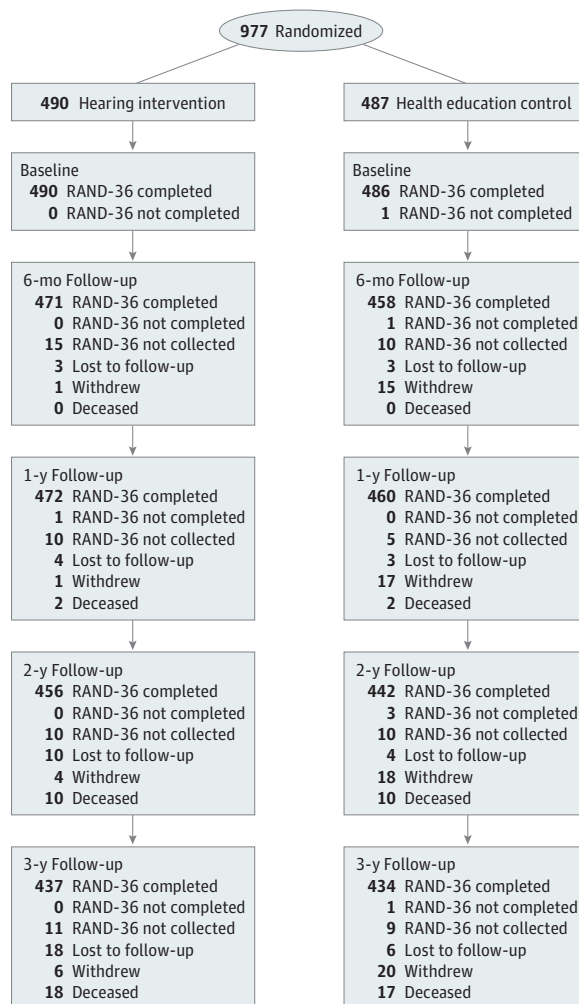 977 Randomized
490 Hearing intervention
487 Health education control
Baseline
490 RAND-36 completed
0 RAND-36 not completed
Baseline
486 RAND-36 completed
1 RAND-36 not completed
6-mo Follow-up
471 RAND-36 completed
0 RAND-36 not completed
15 RAND-36 not collected
3 Lost to follow-up
1 Withdrew
0 Deceased
6-mo Follow-up
458 RAND-36 completed
1 RAND-36 not completed
10 RAND-36 not collected
3 Lost to follow-up
15 Withdrew
0 Deceased
1-y Follow-up
472 RAND-36 completed
1 RAND-36 not completed
10 RAND-36 not collected
4 Lost to follow-up
1 Withdrew
2 Deceased
1-y Follow-up
460 RAND-36 completed
0 RAND-36 not completed
5 RAND-36 not collected
3 Lost to follow-up
17 Withdrew
2 Deceased
2-y Follow-up
456 RAND-36 completed
0 RAND-36 not completed
10 RAND-36 not collected
10 Lost to follow-up
4 Withdrew
10 Deceased
2-y Follow-up
442 RAND-36 completed
3 RAND-36 not completed
10 RAND-36 not collected
4 Lost to follow-up
18 Withdrew
10 Deceased
3-y Follow-up
437 RAND-36 completed
0 RAND-36 not completed
11 RAND-36 not collected
18 Lost to follow-up
6 Withdrew
18 Deceased
3-y Follow-up
434 RAND-36 completed
1 RAND-36 not completed
9 RAND-36 not collected
6 Lost to follow-up
20 Withdrew
17 Deceased